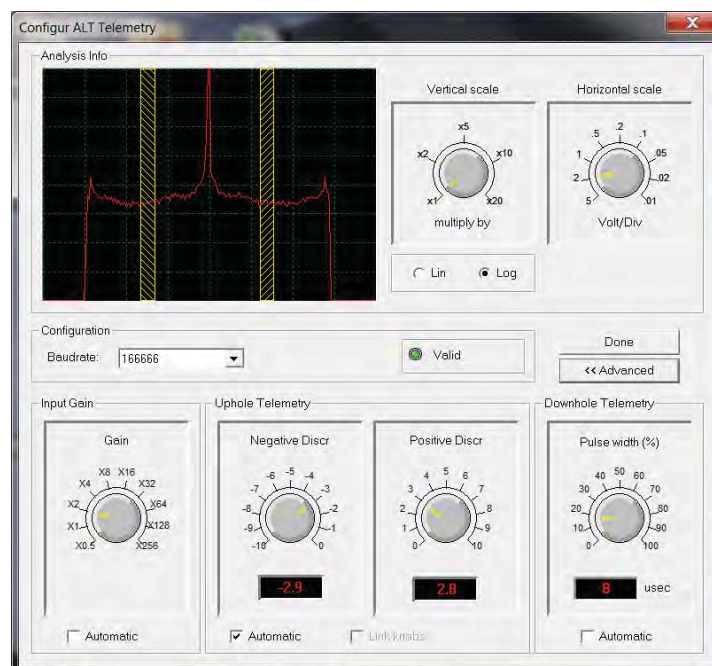 Configur ALT Telemetry
X
Analysis Info
Vertical scale
x1
x2
x5
x10
x20
multiply by
Horizontal scale
5
2
1
.5
.2
.1
.05
.02
.01
Volt/Div
Lin
Log
Configuration
Baudrate:
166666
Valid
Done
<< Advanced
Input Gain
Gain
X0.5
X1
X2
X4
X8
X16
X32
X64
X128
X256
Automatic
Uphole Telemetry
Negative Discr
-10
-9
-8
-7
-6
-5
-4
-3
-2
-1
0
-2.9
Automatic
Positive Discr
0
1
2
3
4
5
6
7
8
9
10
2.8
Link knobs
Downhole Telemetry
Pulse width (%)
0
10
20
30
40
50
60
70
80
90
100
8
usec
Automatic